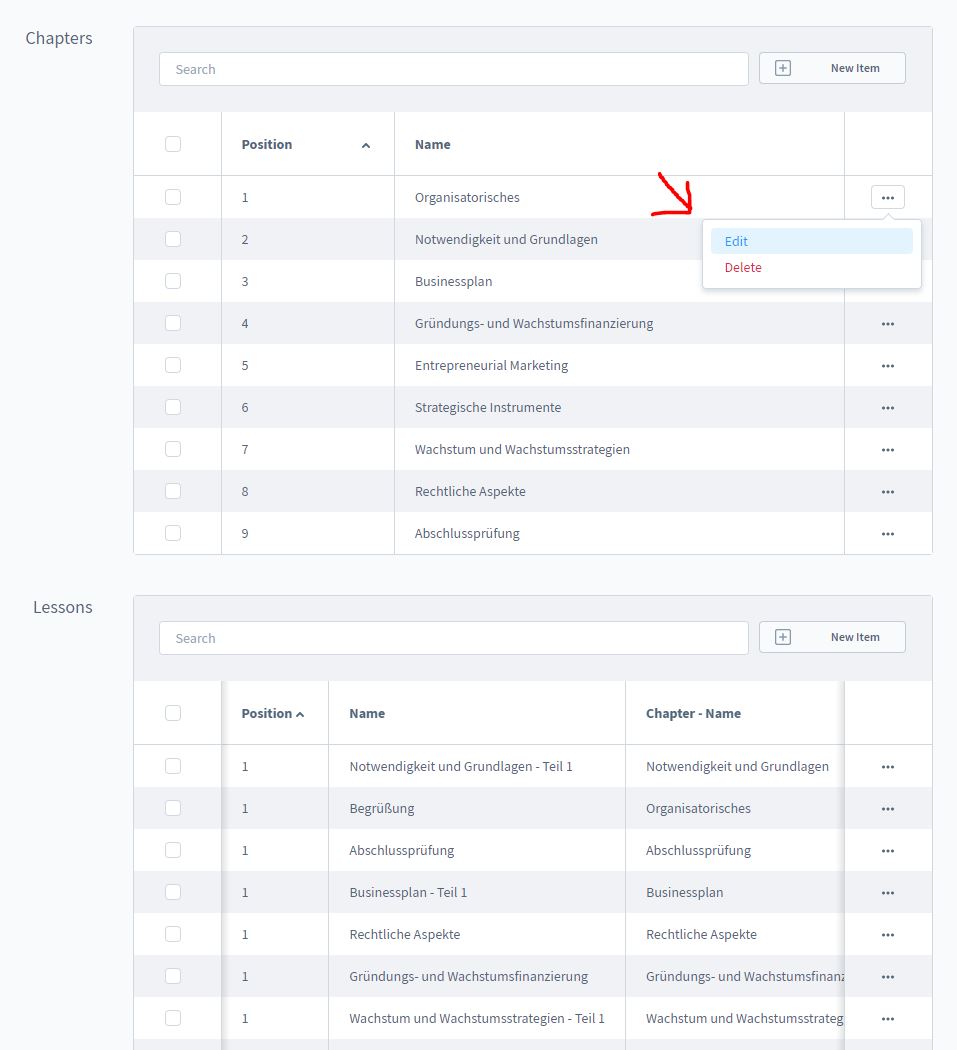 Chapters
Search
New Item
Position Name
1 Organisatorisches
2 Notwendigkeit und Grundlagen
Edit
3 Businessplan
Delete
4 Gründungs- und Wachstumsfinanzierung
5 Entrepreneurial Marketing
6 Strategische Instrumente
7 Wachstum und Wachstumsstrategien
8 Rechtliche Aspekte
9 Abschlussprüfung
Lessons
Search
New Item
Position Name Chapter - Name
1 Notwendigkeit und Grundlagen - Teil 1 Notwendigkeit und Grundlagen
1 Begrüßung Organisatorisches
1 Abschlussprüfung Abschlussprüfung
1 Businessplan - Teil 1 Businessplan
1 Rechtliche Aspekte Rechtliche Aspekte
1 Gründungs- und Wachstumsfinanzierung Gründungs- und Wachstumsfinanz
1 Wachstum und Wachstumsstrategien - Teil 1 Wachstum und Wachstumsstrateg